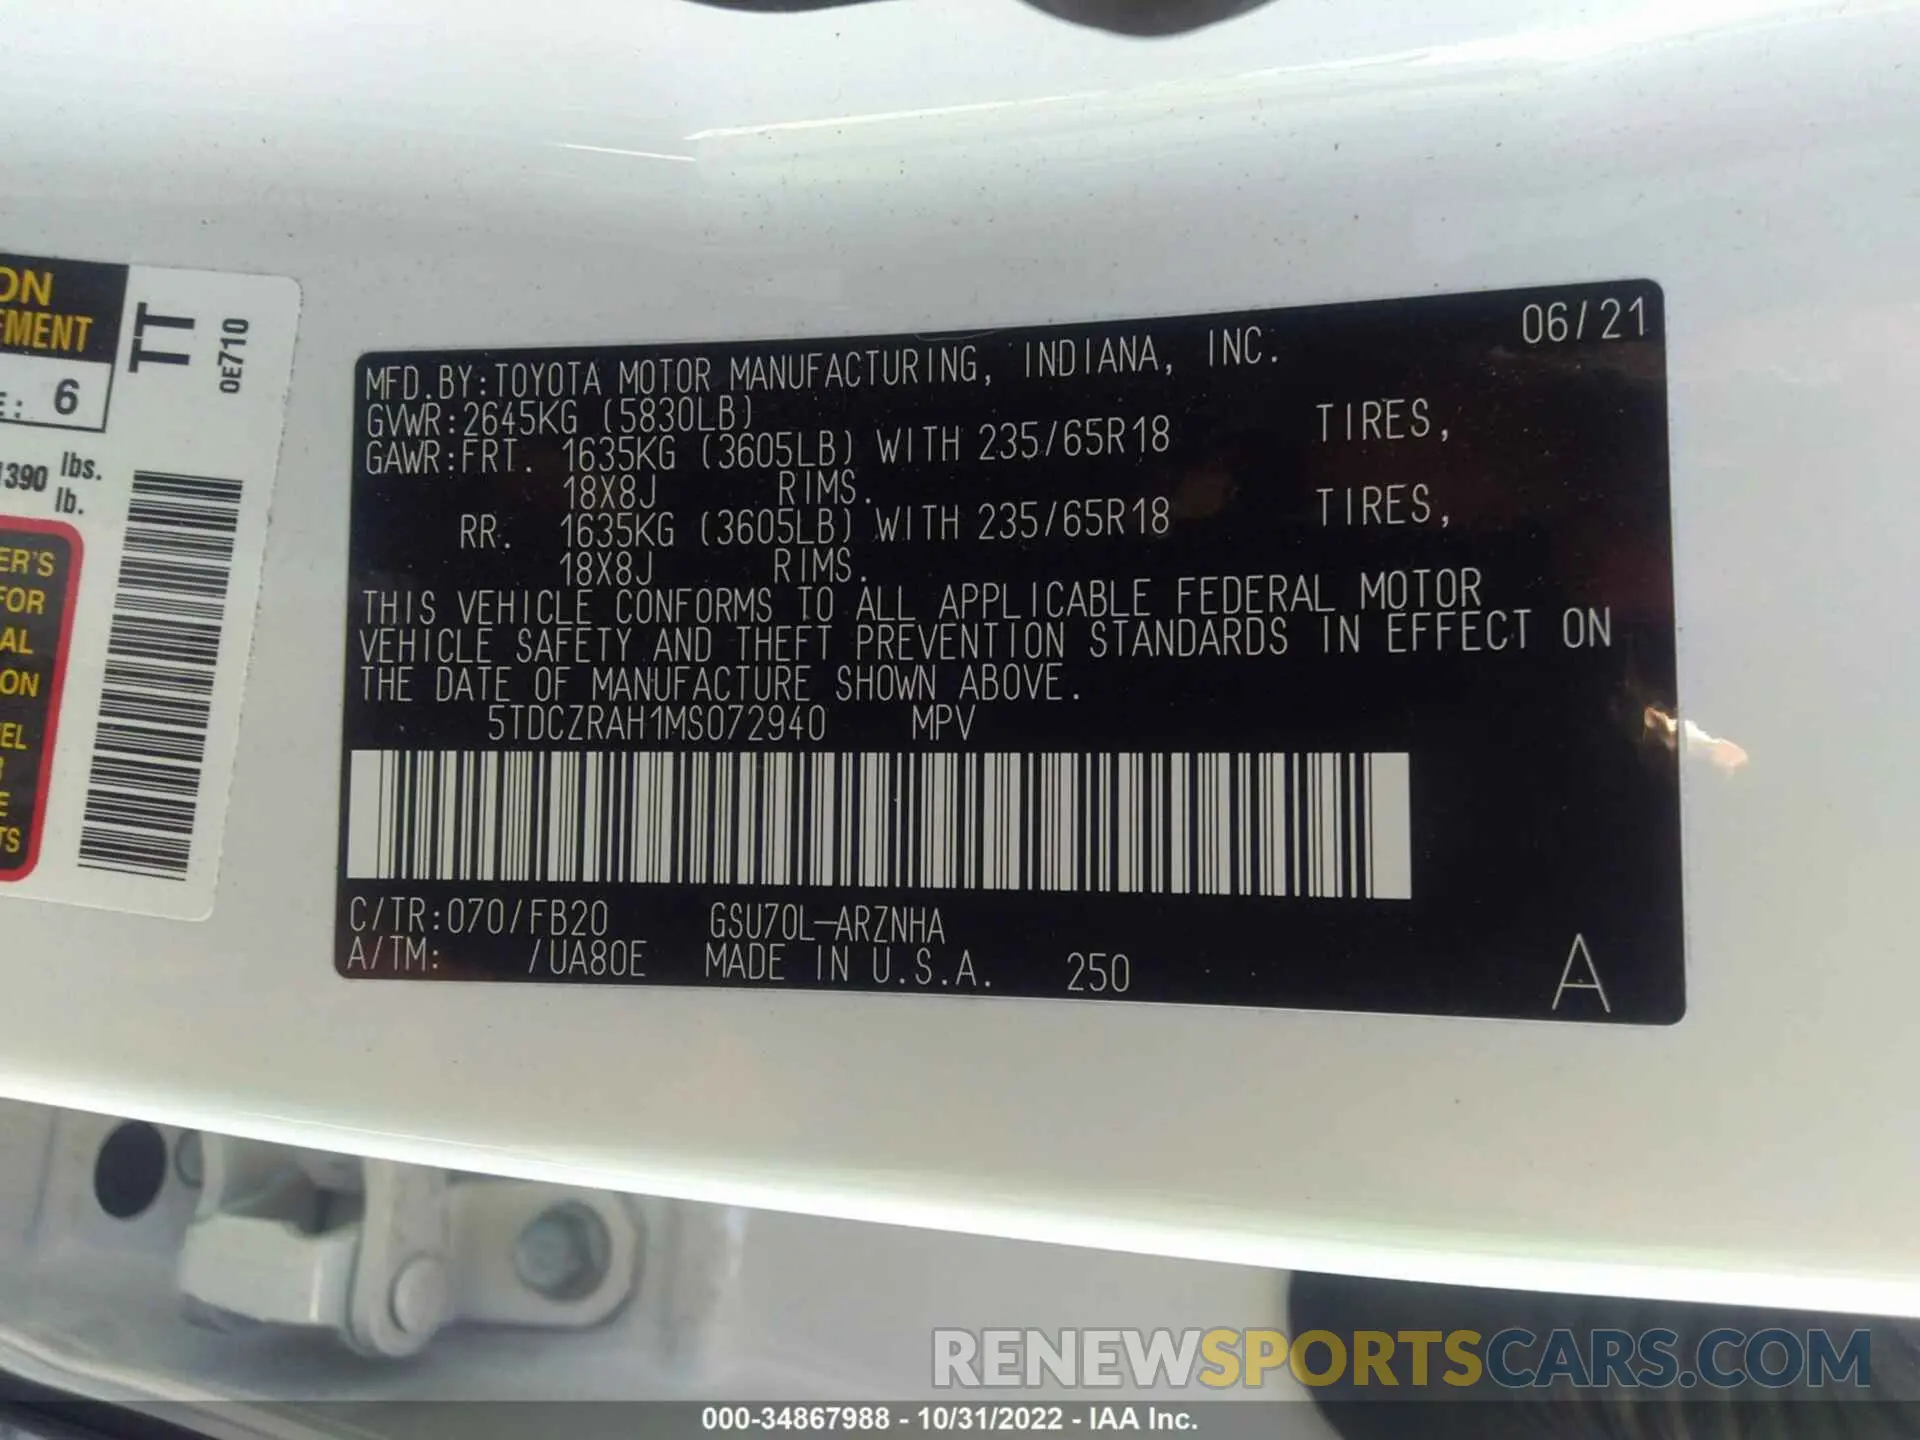 ON
EMENT
E: 6
TT
0E710
1390 lbs.
lb.
ER'S
FOR
AL
ON
EL
E
TS
06/21
MFD.BY:TOYOTA MOTOR MANUFACTURING, INDIANA, INC.
GVWR:2645KG (5830LB)
GAWR:FRT. 1635KG (3605LB) WITH 235/65R18 TIRES,
18X8J RIMS.
RR. 1635KG (3605LB) WITH 235/65R18 TIRES,
18X8J RIMS.
THIS VEHICLE CONFORMS TO ALL APPLICABLE FEDERAL MOTOR
VEHICLE SAFETY AND THEFT PREVENTION STANDARDS IN EFFECT ON
THE DATE OF MANUFACTURE SHOWN ABOVE.
5TDCZRAH1MS072940 MPV
C/TR:070/FB20 GSU70L-ARZNHA
A/TM: /UA80E MADE IN U.S.A. 250
A
RENEWSPORTSCARS.COM
000-34867988 - 10/31/2022 - IAA Inc.